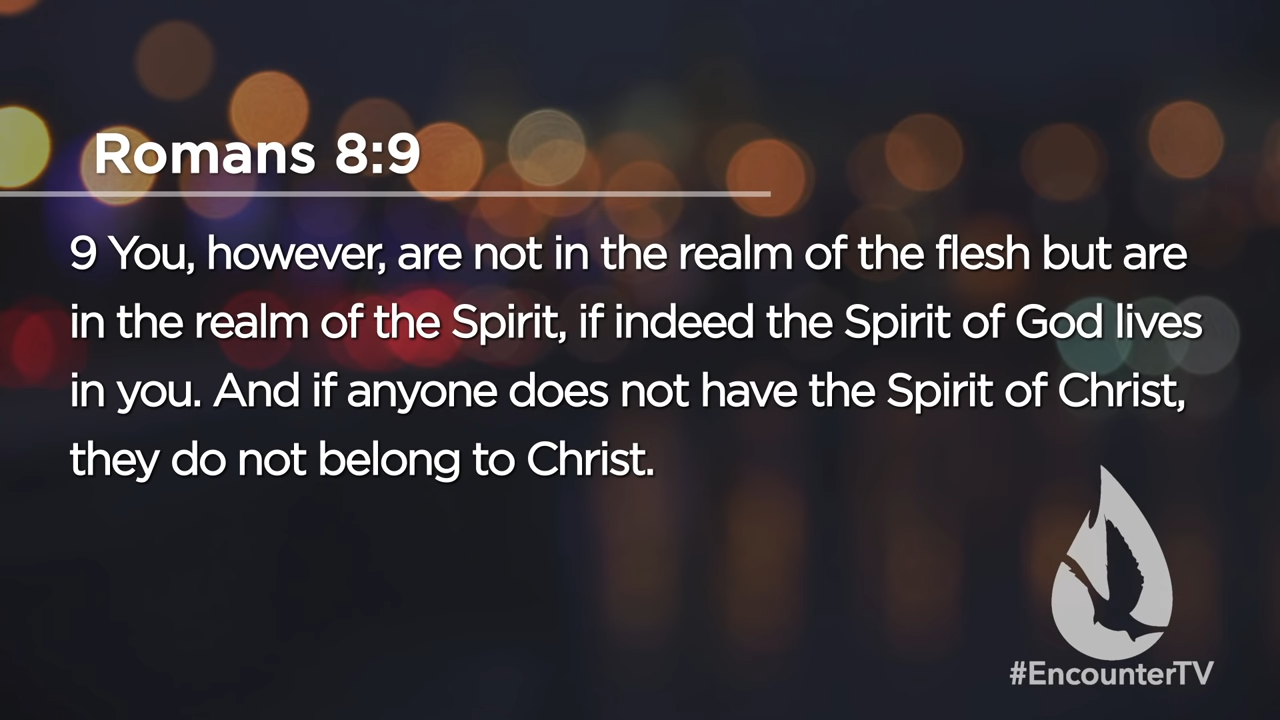 Romans 8:9
9 You, however, are not in the realm of the flesh but are
in the realm of the Spirit, if indeed the Spirit of God lives
in you. And if anyone does not have the Spirit of Christ,
they do not belong to Christ.
#EncounterTV